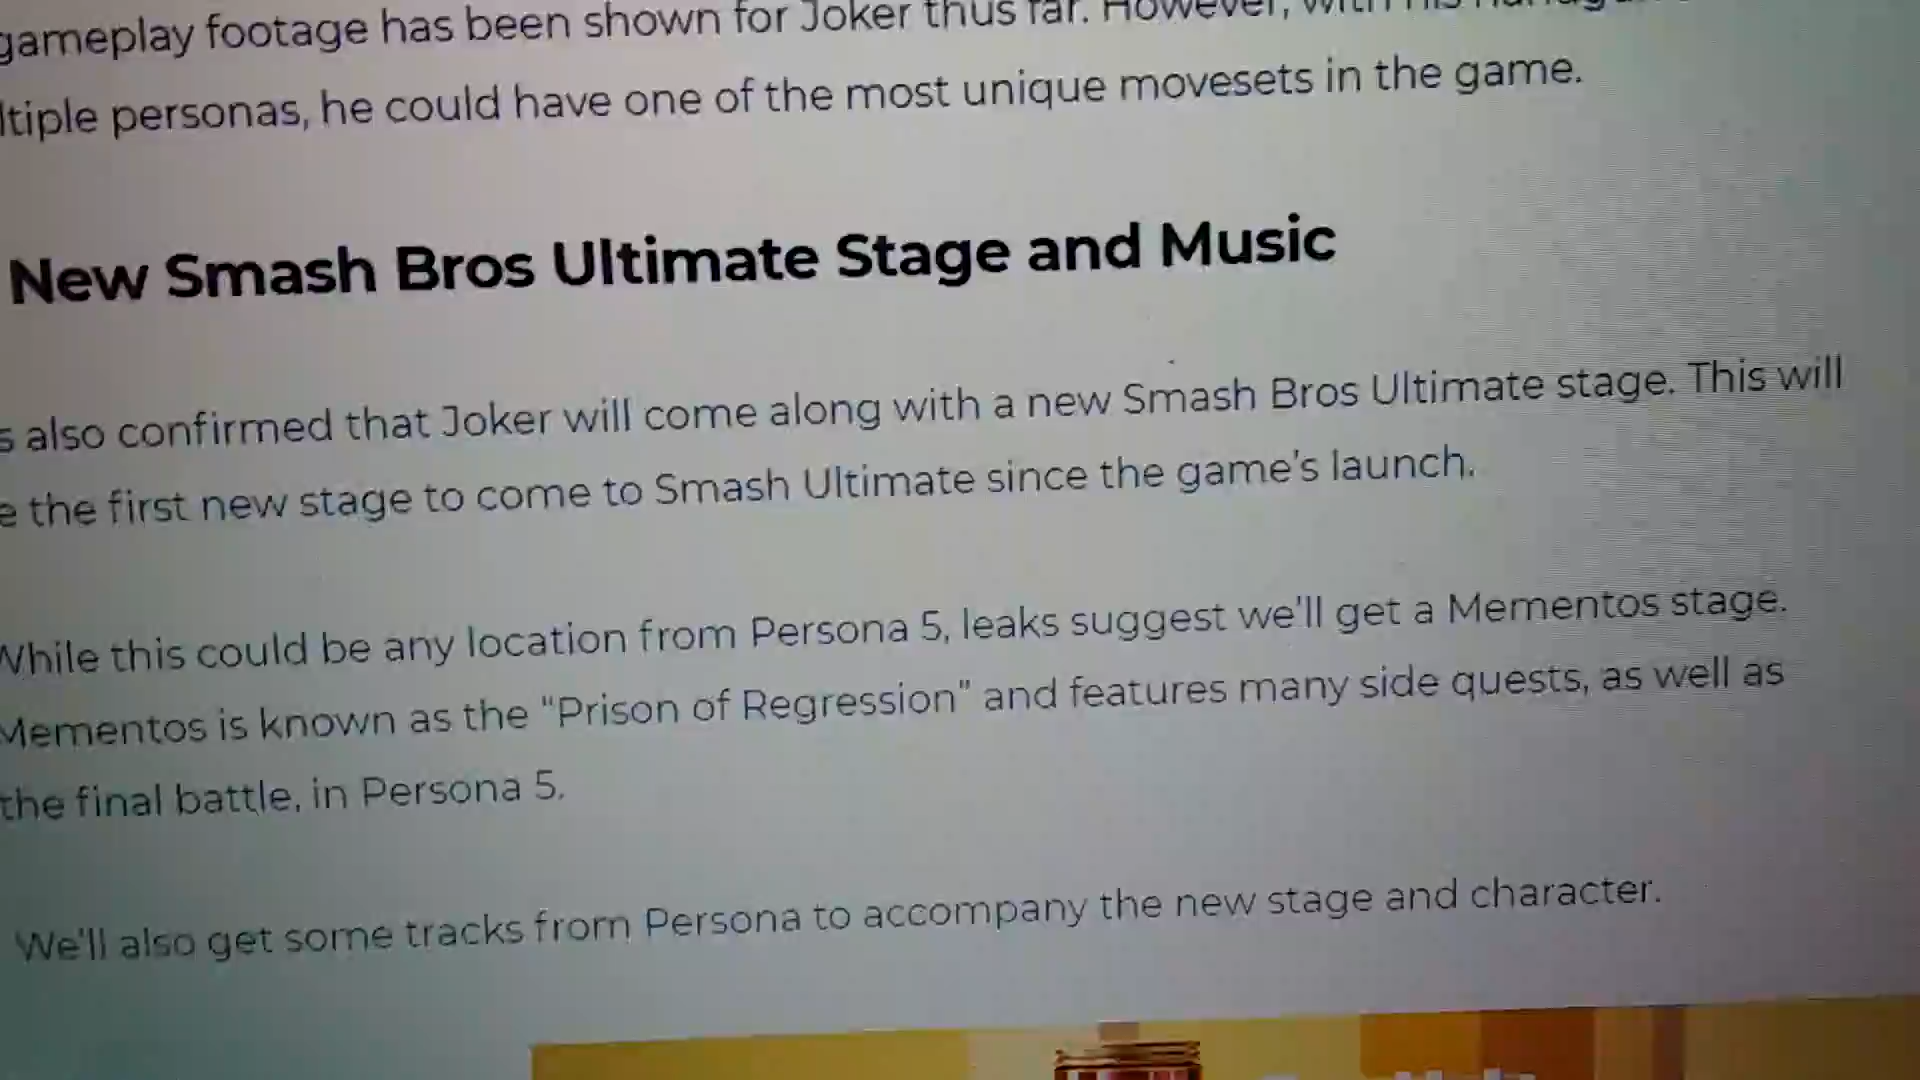 gameplay footage has been shown for Joker thus far. However, with his
ltiple personas, he could have one of the most unique movesets in the game.
New Smash Bros Ultimate Stage and Music
s also confirmed that Joker will come along with a new Smash Bros Ultimate stage. This will
e the first new stage to come to Smash Ultimate since the game's launch.
While this could be any location from Persona 5, leaks suggest we'll get a Mementos stage.
Mementos is known as the "Prison of Regression" and features many side quests, as well as
the final battle, in Persona 5.
We'll also get some tracks from Persona to accompany the new stage and character.